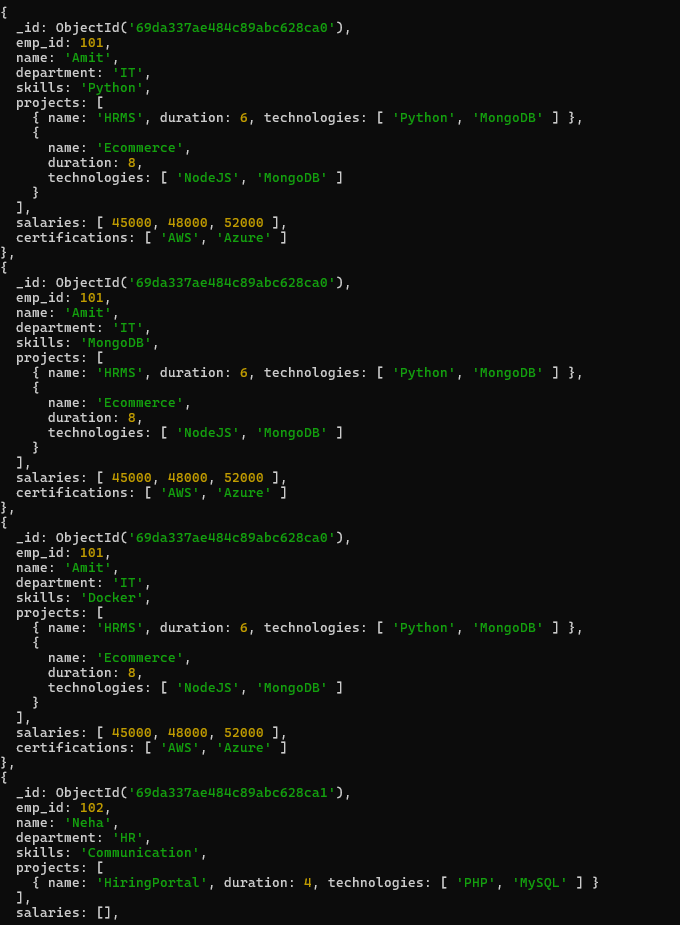 {
  _id: ObjectId('69da337ae484c89abc628ca0'),
  emp_id: 101,
  name: 'Amit',
  department: 'IT',
  skills: 'Python',
  projects: [
    { name: 'HRMS', duration: 6, technologies: [ 'Python', 'MongoDB' ] },
    {
      name: 'Ecommerce',
      duration: 8,
      technologies: [ 'NodeJS', 'MongoDB' ]
    }
  ],
  salaries: [ 45000, 48000, 52000 ],
  certifications: [ 'AWS', 'Azure' ]
},
{
  _id: ObjectId('69da337ae484c89abc628ca0'),
  emp_id: 101,
  name: 'Amit',
  department: 'IT',
  skills: 'MongoDB',
  projects: [
    { name: 'HRMS', duration: 6, technologies: [ 'Python', 'MongoDB' ] },
    {
      name: 'Ecommerce',
      duration: 8,
      technologies: [ 'NodeJS', 'MongoDB' ]
    }
  ],
  salaries: [ 45000, 48000, 52000 ],
  certifications: [ 'AWS', 'Azure' ]
},
{
  _id: ObjectId('69da337ae484c89abc628ca0'),
  emp_id: 101,
  name: 'Amit',
  department: 'IT',
  skills: 'Docker',
  projects: [
    { name: 'HRMS', duration: 6, technologies: [ 'Python', 'MongoDB' ] },
    {
      name: 'Ecommerce',
      duration: 8,
      technologies: [ 'NodeJS', 'MongoDB' ]
    }
  ],
  salaries: [ 45000, 48000, 52000 ],
  certifications: [ 'AWS', 'Azure' ]
},
{
  _id: ObjectId('69da337ae484c89abc628ca1'),
  emp_id: 102,
  name: 'Neha',
  department: 'HR',
  skills: 'Communication',
  projects: [
    { name: 'HiringPortal', duration: 4, technologies: [ 'PHP', 'MySQL' ] }
  ],
  salaries: [],